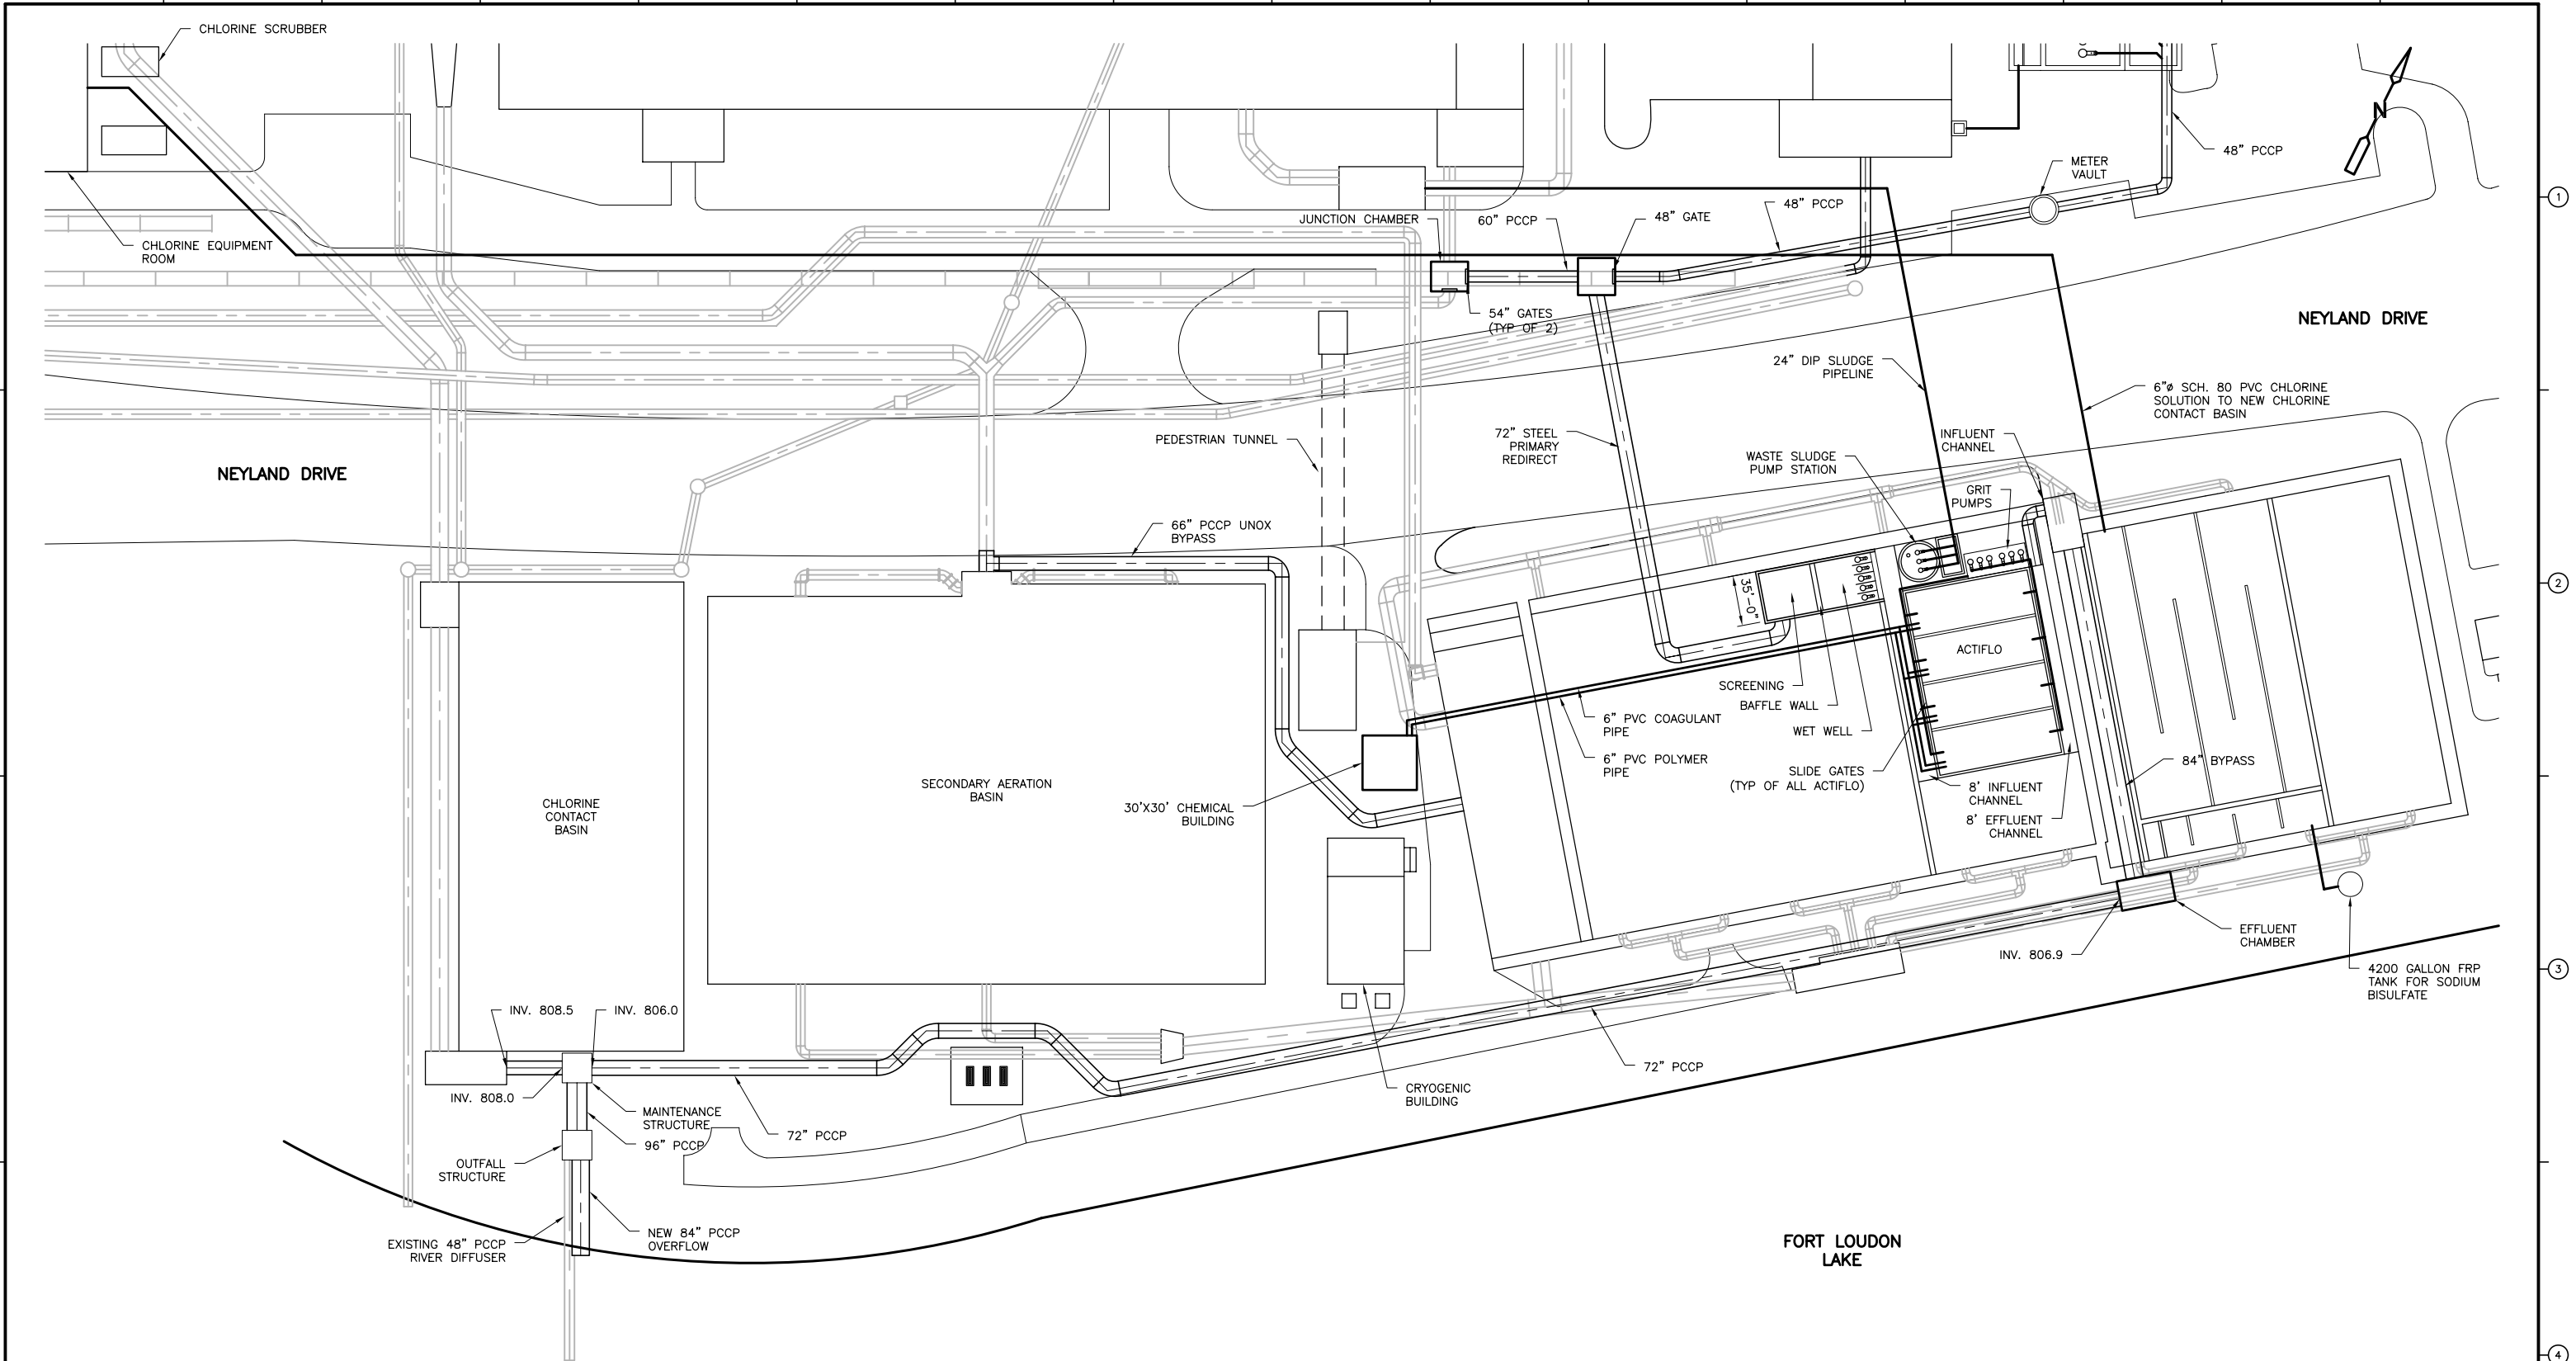 CHLORINE SCRUBBER
N
48" PCCP
METER
VAULT
1
CHLORINE EQUIPMENT
ROOM
JUNCTION CHAMBER
60" PCCP
48" GATE
48" PCCP
54" GATES
(TYP OF 2)
NEYLAND DRIVE
24" DIP SLUDGE
PIPELINE
6"ø SCH. 80 PVC CHLORINE
SOLUTION TO NEW CHLORINE
CONTACT BASIN
PEDESTRIAN TUNNEL
72" STEEL
PRIMARY
REDIRECT
INFLUENT
CHANNEL
WASTE SLUDGE
PUMP STATION
NEYLAND DRIVE
GRIT
PUMPS
66" PCCP UNOX
BYPASS
2
35'-0"
ACTIFLO
SCREENING
BAFFLE WALL
WET WELL
6" PVC COAGULANT
PIPE
6" PVC POLYMER
PIPE
SLIDE GATES
(TYP OF ALL ACTIFLO)
84" BYPASS
8' INFLUENT
CHANNEL
8' EFFLUENT
CHANNEL
SECONDARY AERATION
BASIN
CHLORINE
CONTACT
BASIN
30'X30' CHEMICAL
BUILDING
EFFLUENT
CHAMBER
INV. 806.9
4200 GALLON FRP
TANK FOR SODIUM
BISULFATE
3
INV. 808.5
INV. 806.0
72" PCCP
CRYOGENIC
BUILDING
INV. 808.0
MAINTENANCE
STRUCTURE
72" PCCP
96" PCCP
OUTFALL
STRUCTURE
NEW 84" PCCP
OVERFLOW
EXISTING 48" PCCP
RIVER DIFFUSER
FORT LOUDON
LAKE
4